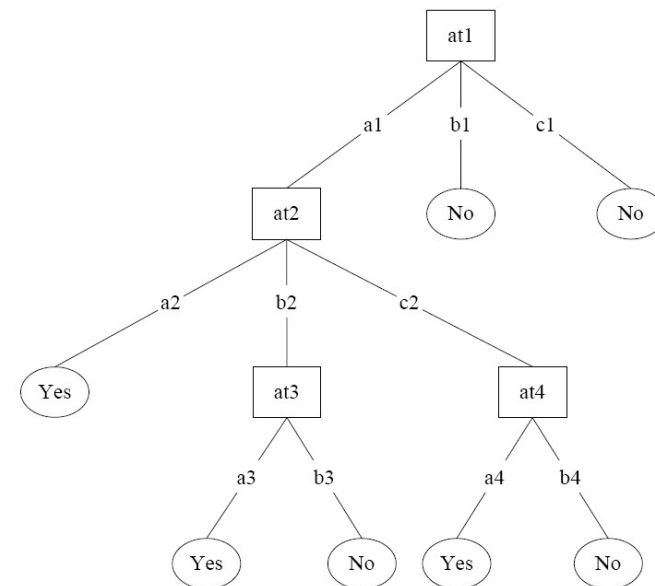 at1
a1 b1 c1
at2 No No
a2 b2 c2
Yes at3 at4
a3 b3 a4 b4
Yes No Yes No